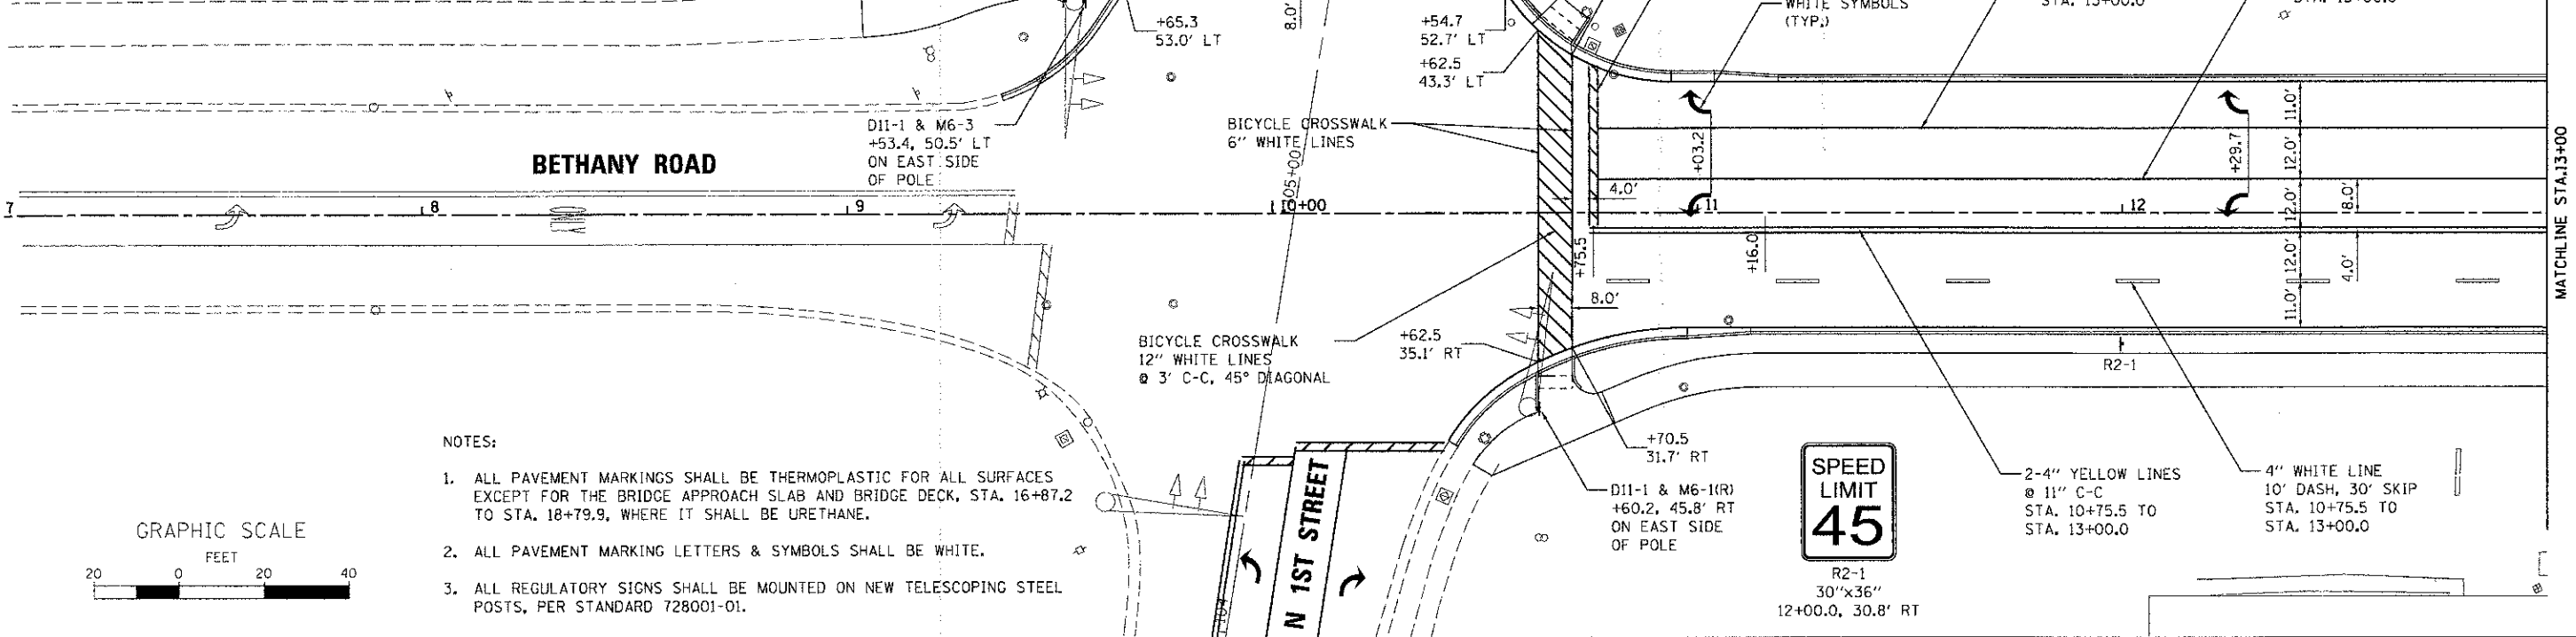 +65.3
53.0' LT
8.0'
+54.7
52.7' LT
+62.5
43.3' LT
WHITE SYMBOLS
(TYP.)
STA. 13+00.0
STA. 13+00.0
D11-1 & M6-3
+53.4, 50.5' LT
ON EAST SIDE
OF POLE
BETHANY ROAD
BICYCLE CROSSWALK
6" WHITE LINES
105+00
+03.2
+29.7
11.0'
12.0'
12.0'
8.0'
12.0'
4.0'
11.0'
4.0'
MATCHLINE STA.13+00
7
8
9
10+00
11
12
+75.5
+16.0
8.0'
BICYCLE CROSSWALK
12" WHITE LINES
@ 3' C-C, 45° DIAGONAL
+62.5
35.1' RT
R2-1
NOTES:
1. ALL PAVEMENT MARKINGS SHALL BE THERMOPLASTIC FOR ALL SURFACES
EXCEPT FOR THE BRIDGE APPROACH SLAB AND BRIDGE DECK, STA. 16+87.2
TO STA. 18+79.9, WHERE IT SHALL BE URETHANE.
2. ALL PAVEMENT MARKING LETTERS & SYMBOLS SHALL BE WHITE.
3. ALL REGULATORY SIGNS SHALL BE MOUNTED ON NEW TELESCOPING STEEL
POSTS, PER STANDARD 728001-01.
GRAPHIC SCALE
FEET
20 0 20 40
N 1ST STREET
+70.5
31.7' RT
D11-1 & M6-1(R)
+60.2, 45.8' RT
ON EAST SIDE
OF POLE
SPEED
LIMIT
45
R2-1
30"x36"
12+00.0, 30.8' RT
2-4" YELLOW LINES
@ 11" C-C
STA. 10+75.5 TO
STA. 13+00.0
4" WHITE LINE
10' DASH, 30' SKIP
STA. 10+75.5 TO
STA. 13+00.0